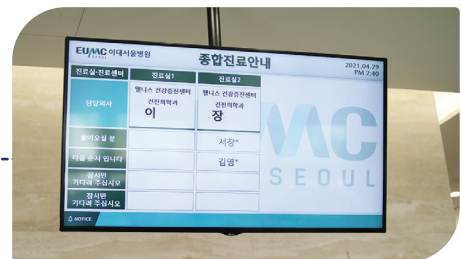 EUMC 이대서울병원
SEOUL
종합진료안내
2021.04.29
PM 2:40
진료실·진료센터 진료실1 진료실2
담당의사
웰니스 건강증진센터 웰니스 건강증진센터
건진의학과 건진의학과
이 장
들어오실 분 서창*
다음 준시 입니다 김영*
잠시만
기다려 주십시오
잠시만
기다려 주십시오
MC
SEOUL
NOTICE